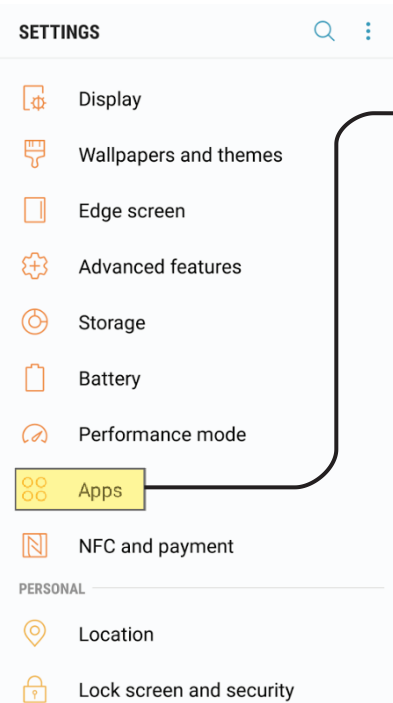 SETTINGS
Display
Wallpapers and themes
Edge screen
Advanced features
Storage
Battery
Performance mode
Apps
NFC and payment
PERSONAL
Location
Lock screen and security